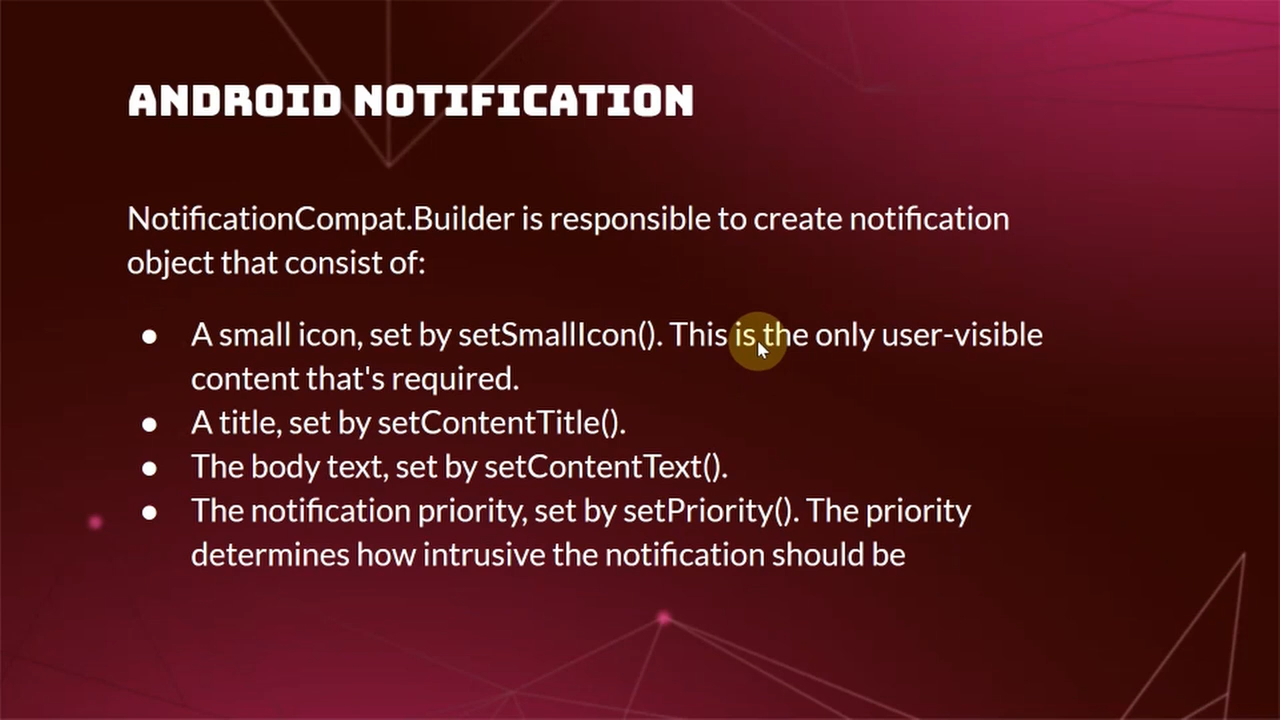 ANDROID NOTIFICATION
NotificationCompat.Builder is responsible to create notification
object that consist of:
● A small icon, set by setSmallIcon(). This is the only user-visible
content that's required.
● A title, set by setContentTitle().
● The body text, set by setContentText().
● The notification priority, set by setPriority(). The priority
determines how intrusive the notification should be